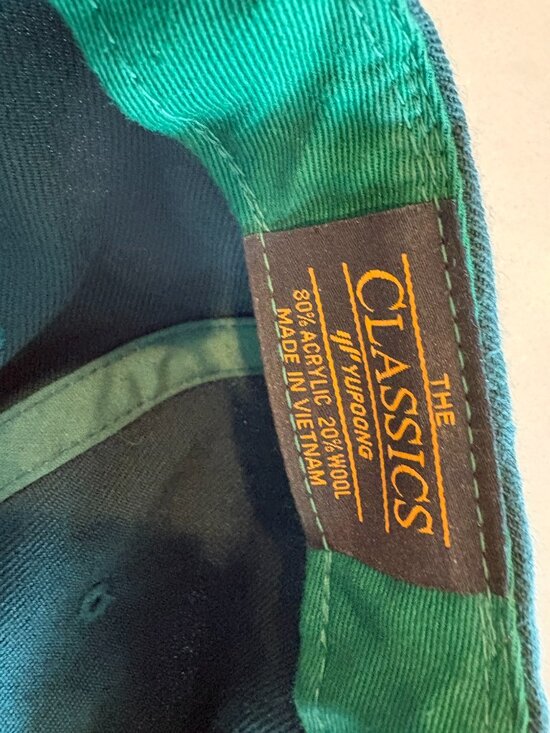 THE
CLASSICS
YUPOONG
80% ACRYLIC 20% WOOL
MADE IN VIETNAM